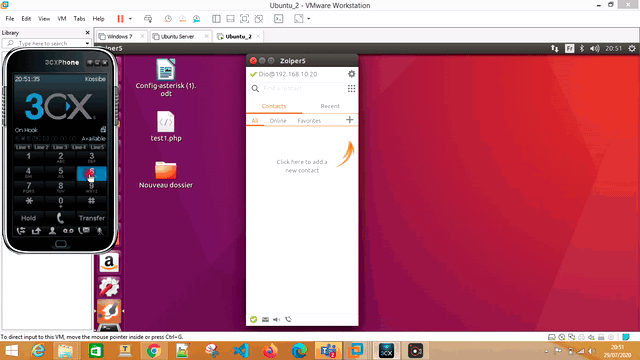 Ubuntu_2 - VMware Workstation
File Edit View VM Tabs Help
Library
Type here to search
Windows 7
Ubuntu Server
Ubuntu_2
Zoiper5
Fr
20:51
3CXPhone
20:51:35 Kossibe
3CX
On Hook
Available
Line 1 Line 2 Line 3 Line 4 Line 5
1 2 3
ABC DEF
4 5 6
GHI JKL
7 8 9
PQRS TUV WXYZ
* 0 #
Hold Transfer
Config-asterisk (1).
odt
test1.php
Nouveau dossier
Zoiper5
Dio@192.168.10.20
Contacts Recent
All Online Favorites
Click here to add a
new contact
To direct input to this VM, move the mouse pointer inside or press Ctrl+G.
20:51
29/07/2020